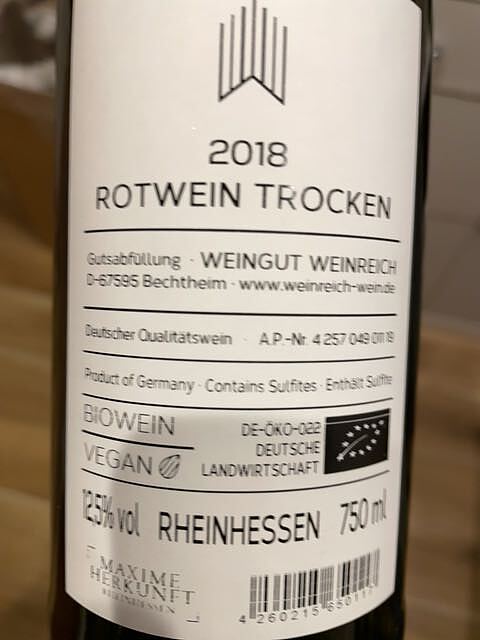 2018
ROTWEIN TROCKEN
Gutsabfüllung · WEINGUT WEINREICH
D-67595 Bechtheim · www.weinreich-wein.de
Deutscher Qualitätswein · A.P.-Nr. 4 257 049 011 19
Product of Germany · Contains Sulfites · Enthält Sulfite
BIOWEIN
VEGAN
DE-ÖKO-022
DEUTSCHE
LANDWIRTSCHAFT
12,5% vol RHEINHESSEN 750 ml
MAXIME
HERKUNFT
RHEINHESSEN
4 260215 65011